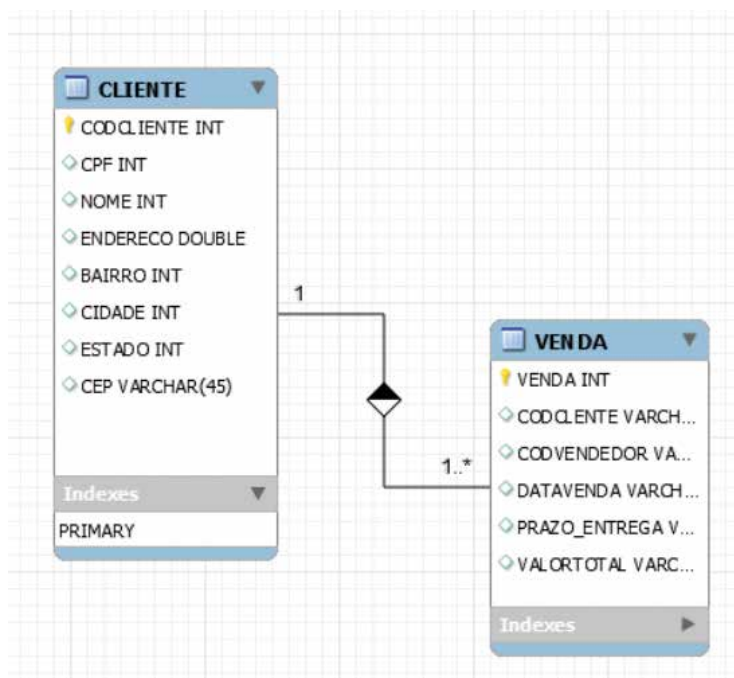 CLIENTE
CODCLIENTE INT
CPF INT
NOME INT
ENDERECO DOUBLE
BAIRRO INT
CIDADE INT
ESTADO INT
CEP VARCHAR(45)
Indexes
PRIMARY
1
1..*
VENDA
VENDA INT
CODCLENTE VARCH...
CODVENDEDOR VA...
DATAVENDA VARCH...
PRAZO_ENTREGA V...
VALORTOTAL VARC...
Indexes